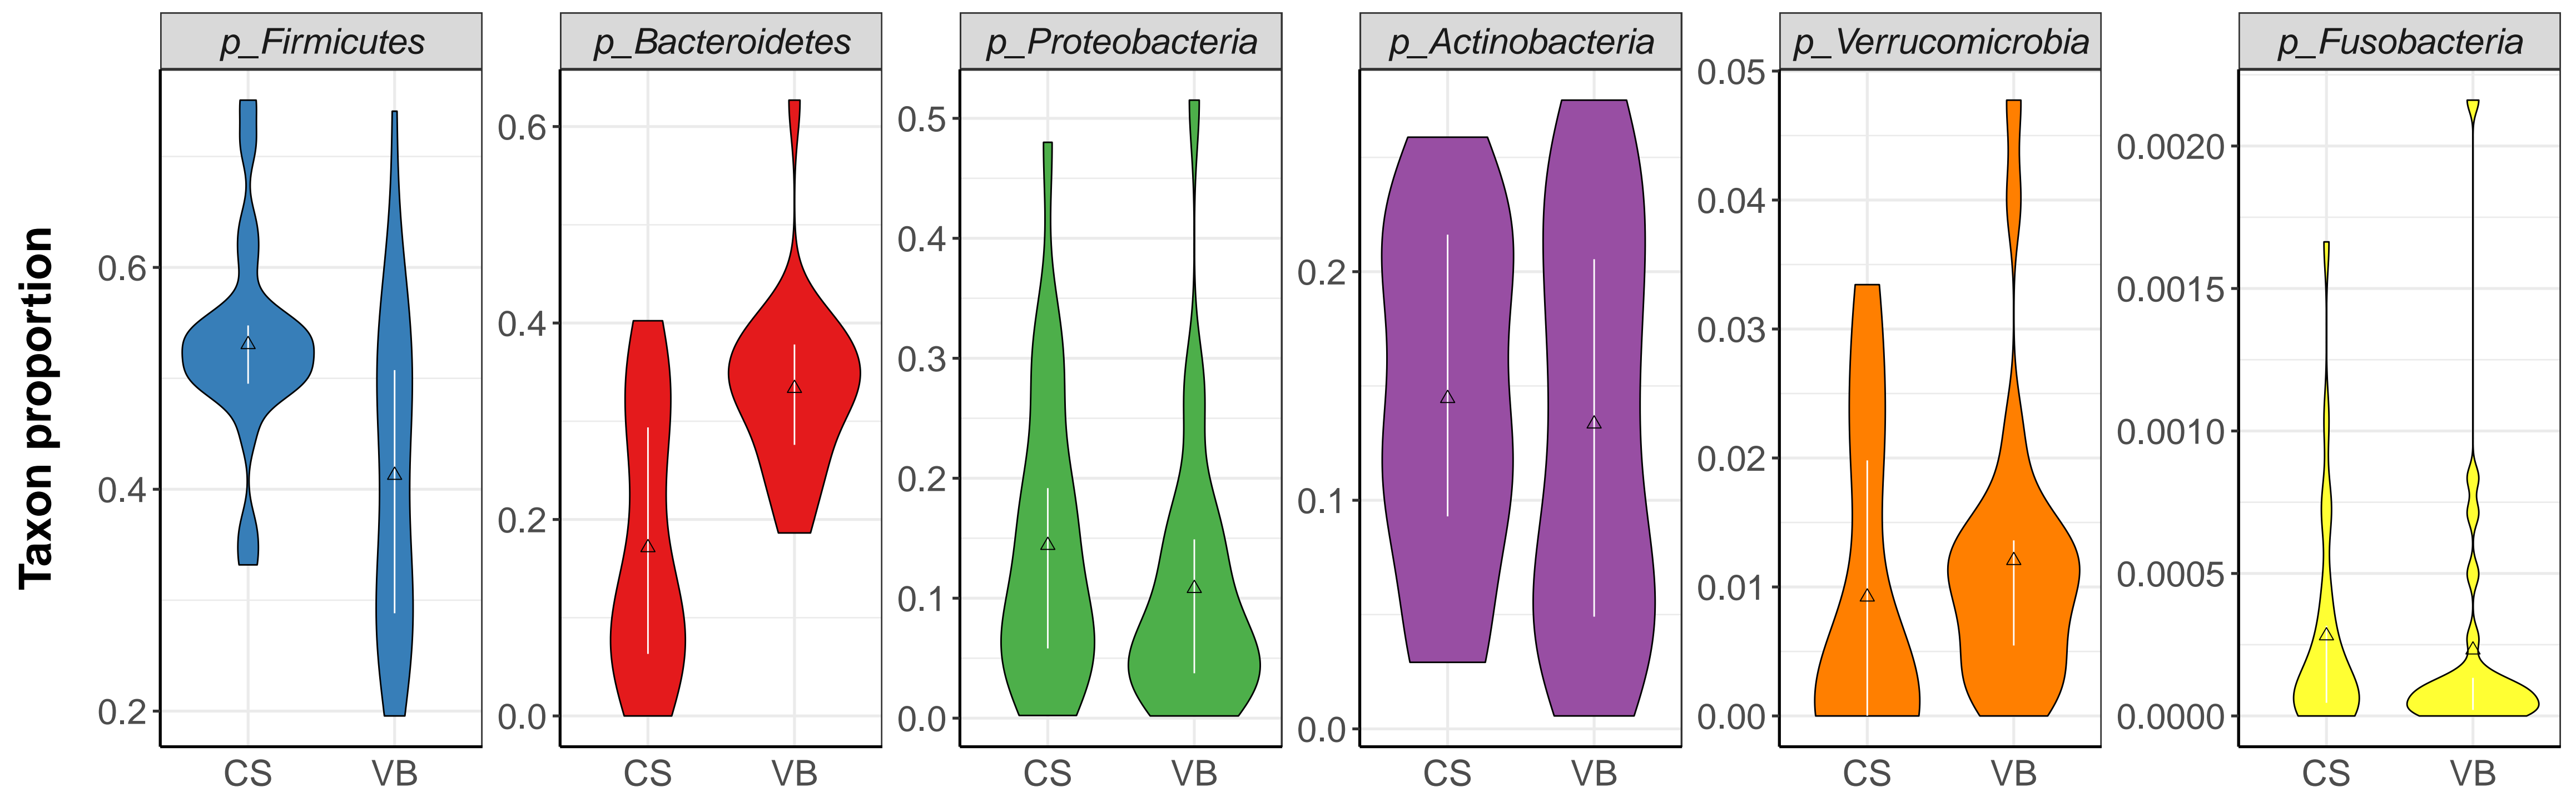 Taxon proportion
p_Firmicutes
0.6
0.4
0.2
CS VB
p_Bacteroidetes
0.6
0.4
0.2
0.0
CS VB
p_Proteobacteria
0.5
0.4
0.3
0.2
0.1
0.0
CS VB
p_Actinobacteria
0.2
0.1
0.0
CS VB
p_Verrucomicrobia
0.05
0.04
0.03
0.02
0.01
0.00
CS VB
p_Fusobacteria
0.0020
0.0015
0.0010
0.0005
0.0000
CS VB